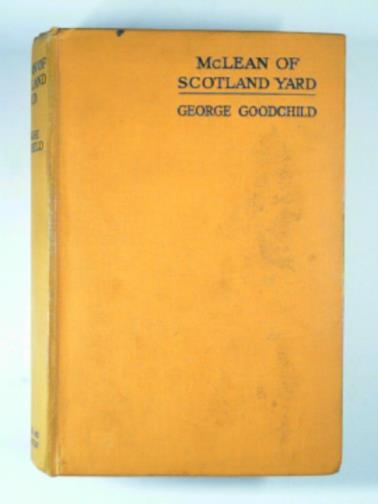 McLEAN OF
SCOTLAND YARD
GEORGE GOODCHILD